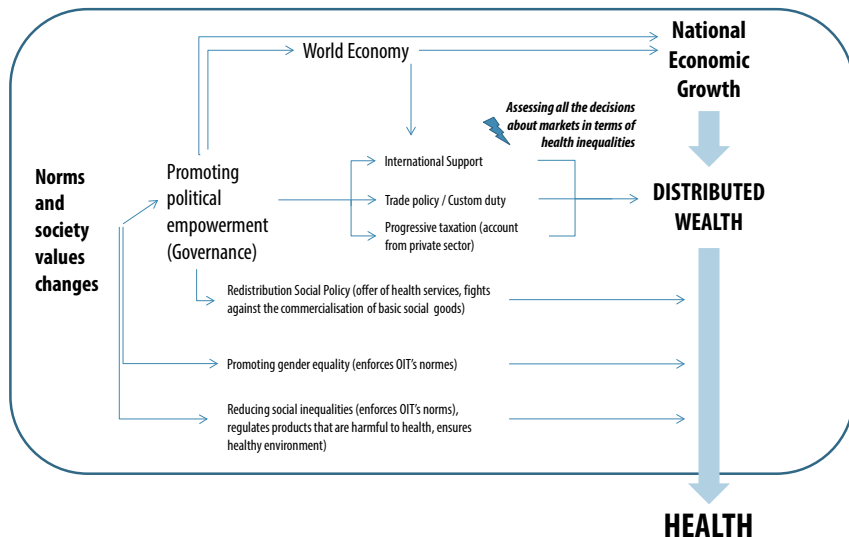 World Economy
National
Economic
Growth
Assessing all the decisions
about markets in terms of
health inequalities
Norms
and
society
values
changes
Promoting
political
empowerment
(Governance)
International Support
Trade policy / Custom duty
Progressive taxation (account
from private sector)
DISTRIBUTED
WEALTH
Redistribution Social Policy (offer of health services, fights
against the commercialisation of basic social goods)
Promoting gender equality (enforces OIT's normes)
Reducing social inequalities (enforces OIT's norms),
regulates products that are harmful to health, ensures
healthy environment)
HEALTH